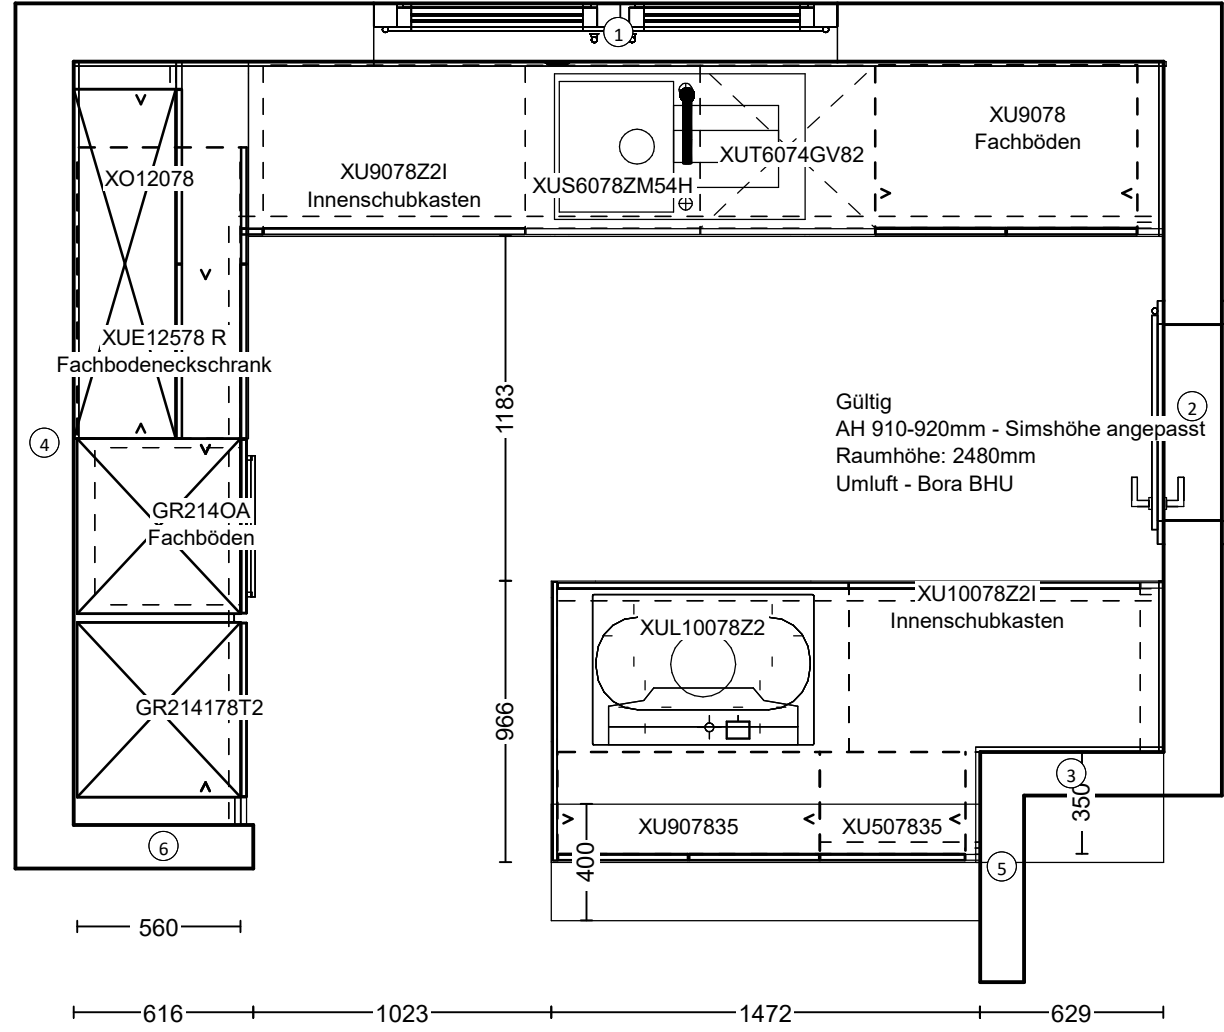 1
XU9078
Fachböden
XUT6074GV82
XO12078
XU9078Z2I
Innenschubkasten
XUS6078ZM54H
XUE12578 R
Fachbodeneckschrank
1183
Gültig
AH 910-920mm - Simshöhe angepasst
Raumhöhe: 2480mm
Umluft - Bora BHU
2
4
GR214OA
Fachböden
XU10078Z2I
Innenschubkasten
XUL10078Z2
GR214178T2
966
3
350
XU907835
XU507835
6
400
5
560
616
1023
1472
629